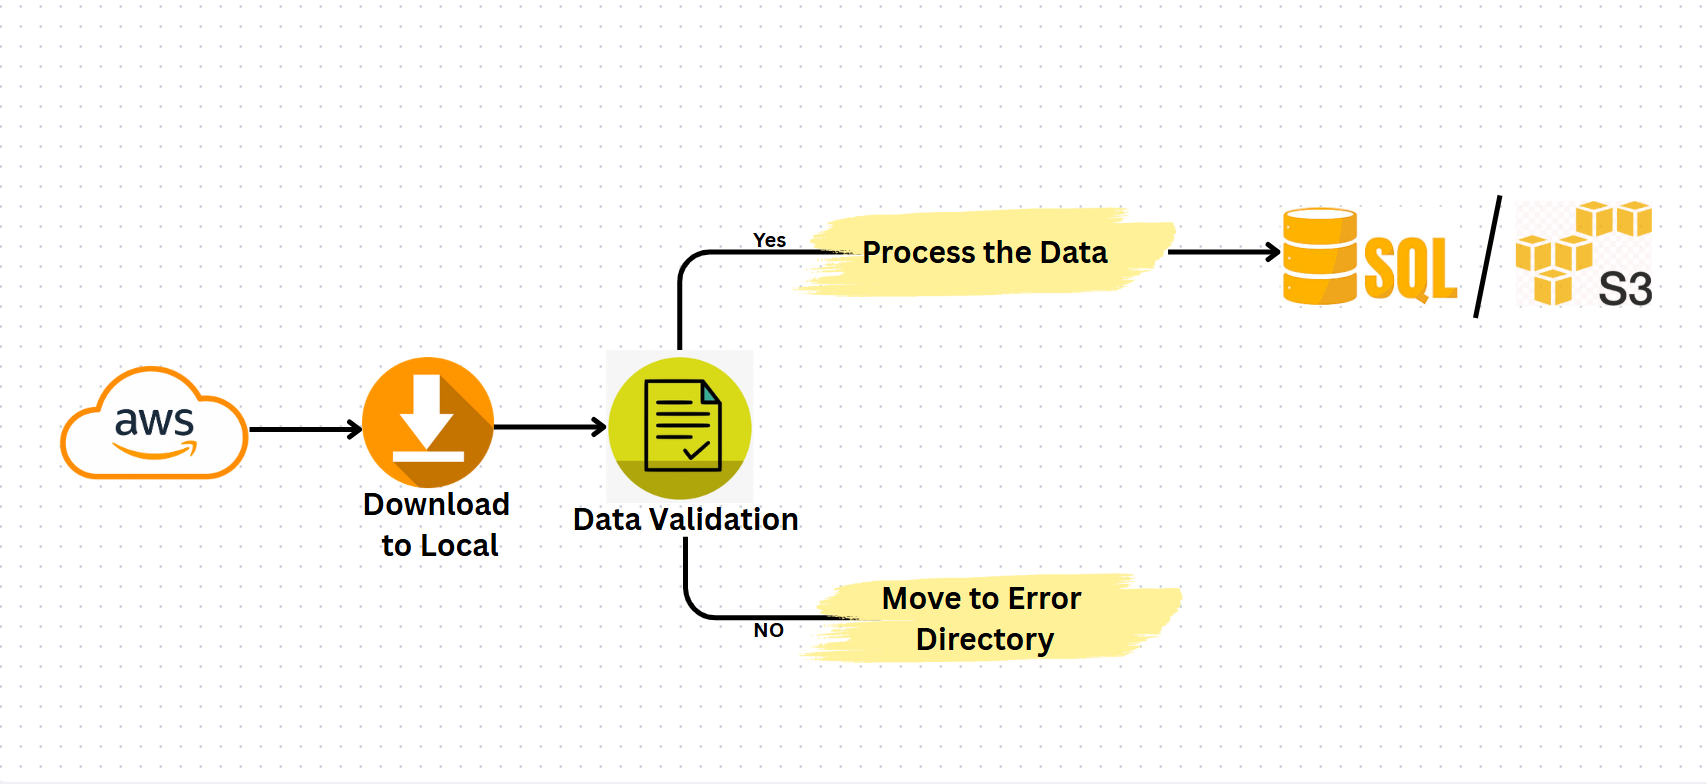 Yes
Process the Data
SQL
S3
aws
Download
to Local
Data Validation
NO
Move to Error
Directory